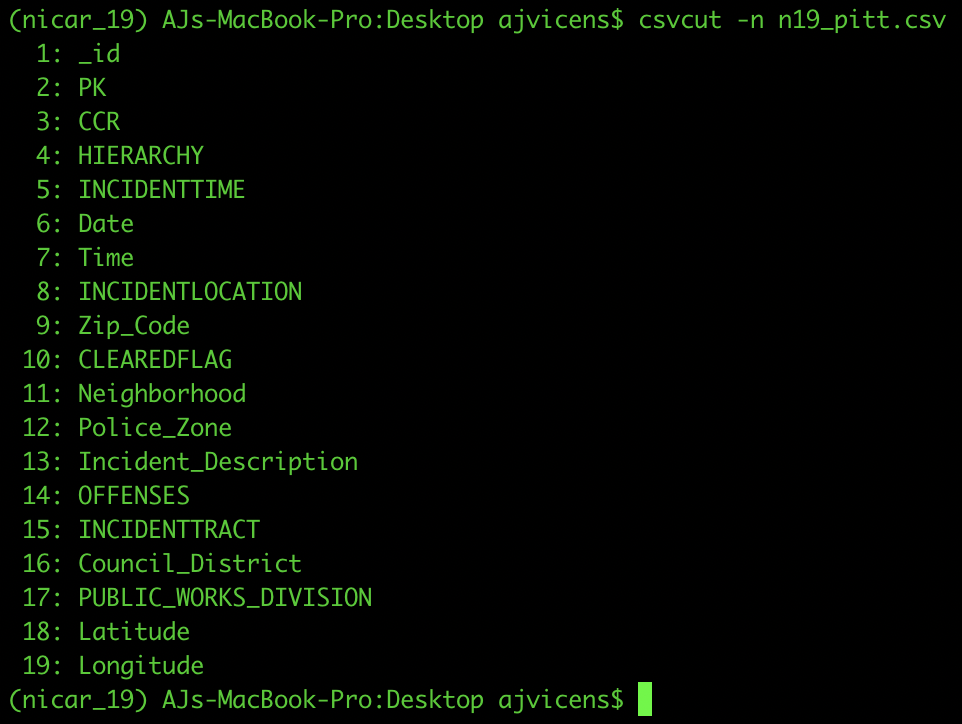 (nicar_19) AJs-MacBook-Pro:Desktop ajvicens$ csvcut -n n19_pitt.csv
1: _id
2: PK
3: CCR
4: HIERARCHY
5: INCIDENTTIME
6: Date
7: Time
8: INCIDENTLOCATION
9: Zip_Code
10: CLEAREDFLAG
11: Neighborhood
12: Police_Zone
13: Incident_Description
14: OFFENSES
15: INCIDENTTRACT
16: Council_District
17: PUBLIC_WORKS_DIVISION
18: Latitude
19: Longitude
(nicar_19) AJs-MacBook-Pro:Desktop ajvicens$